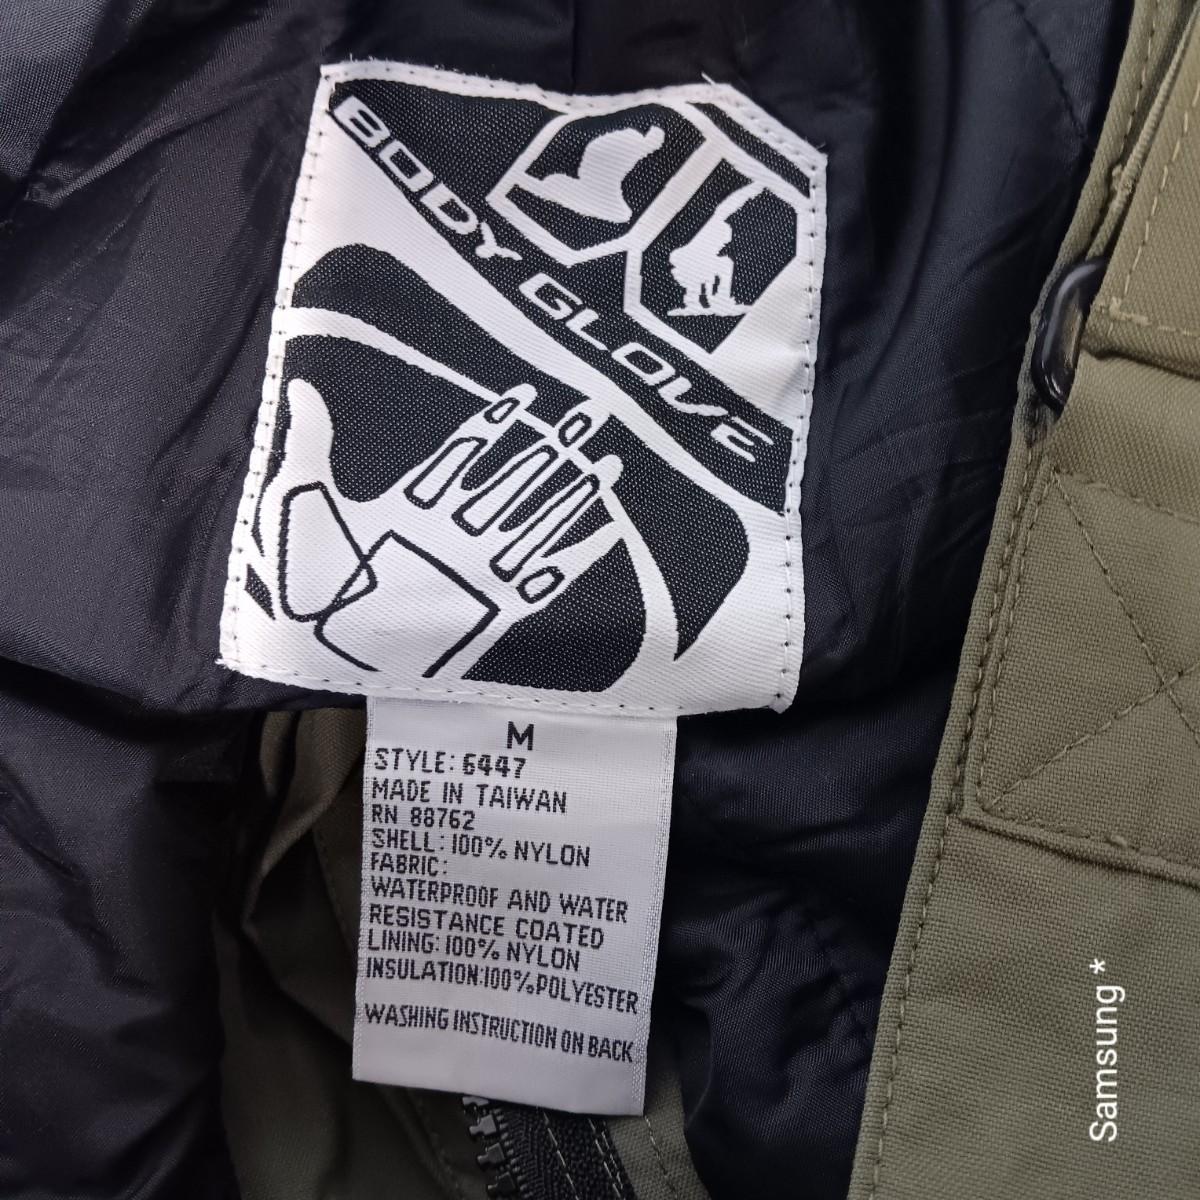 BODY GLOVE
M
STYLE: 6447
MADE IN TAIWAN
RN 88762
SHELL: 100% NYLON
FABRIC:
WATERPROOF AND WATER
RESISTANCE COATED
LINING: 100% NYLON
INSULATION:100%POLYESTER
WASHING INSTRUCTION ON BACK
Samsung *